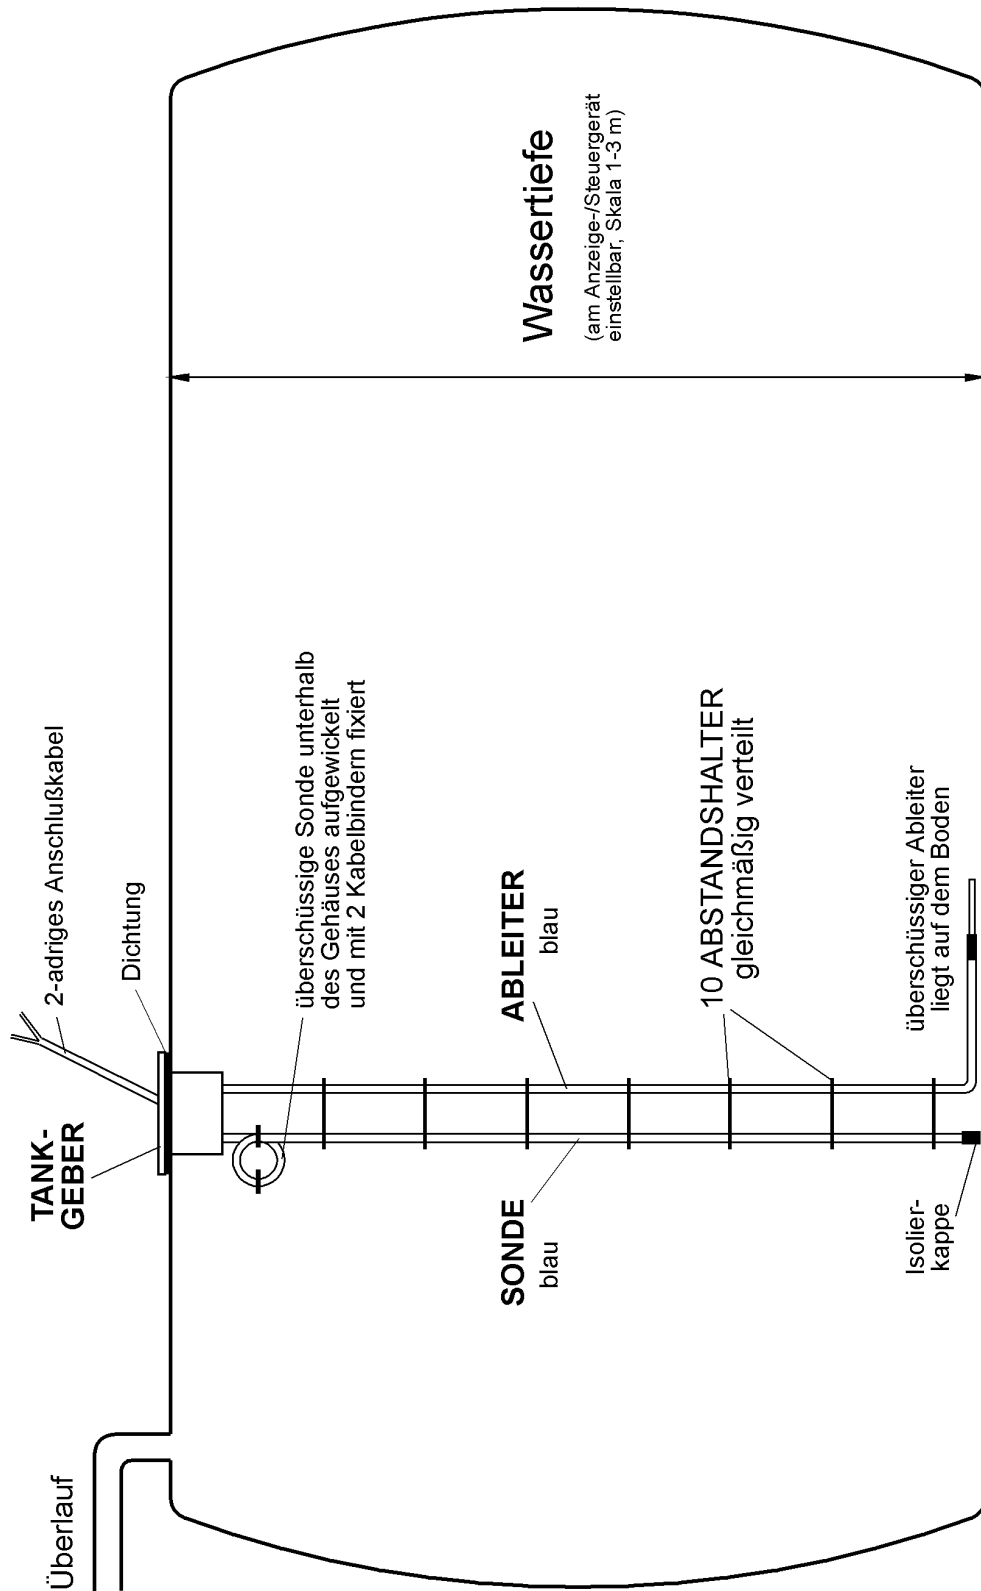 Überlauf
TANK-
GEBER
2-adriges Anschlußkabel
Dichtung
überschüssige Sonde unterhalb
des Gehäuses aufgewickelt
und mit 2 Kabelbindern fixiert
SONDE
blau
ABLEITER
blau
Wassertiefe
(am Anzeige-/Steuergerät
einstellbar, Skala 1-3 m)
10 ABSTANDSHALTER
gleichmäßig verteilt
Isolier-
kappe
überschüssiger Ableiter
liegt auf dem Boden